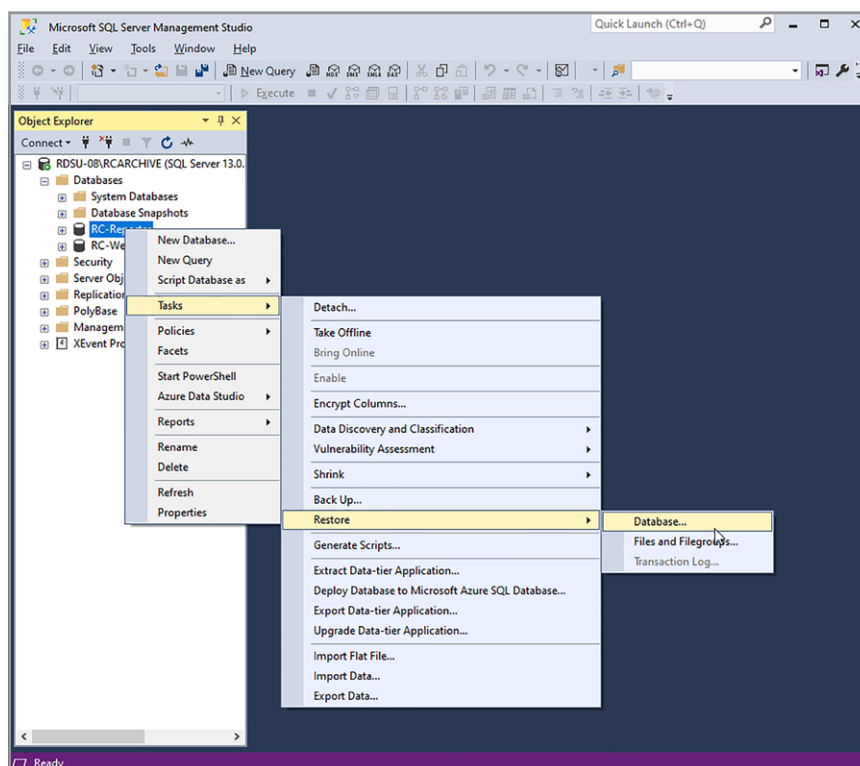 Microsoft SQL Server Management Studio
Quick Launch (Ctrl+Q)
File Edit View Tools Window Help
New Query
Execute
Object Explorer
Connect
RDSU-08\RCARCHIVE (SQL Server 13.0.
Databases
System Databases
Database Snapshots
RC-Reporter
RC-We
Security
Server Obj
Replication
PolyBase
Managem
XEvent Pro
New Database...
New Query
Script Database as
Tasks
Policies
Facets
Start PowerShell
Azure Data Studio
Reports
Rename
Delete
Refresh
Properties
Detach...
Take Offline
Bring Online
Enable
Encrypt Columns...
Data Discovery and Classification
Vulnerability Assessment
Shrink
Back Up...
Restore
Generate Scripts...
Extract Data-tier Application...
Deploy Database to Microsoft Azure SQL Database...
Export Data-tier Application...
Upgrade Data-tier Application...
Import Flat File...
Import Data...
Export Data...
Database...
Files and Filegroups...
Transaction Log...
Ready